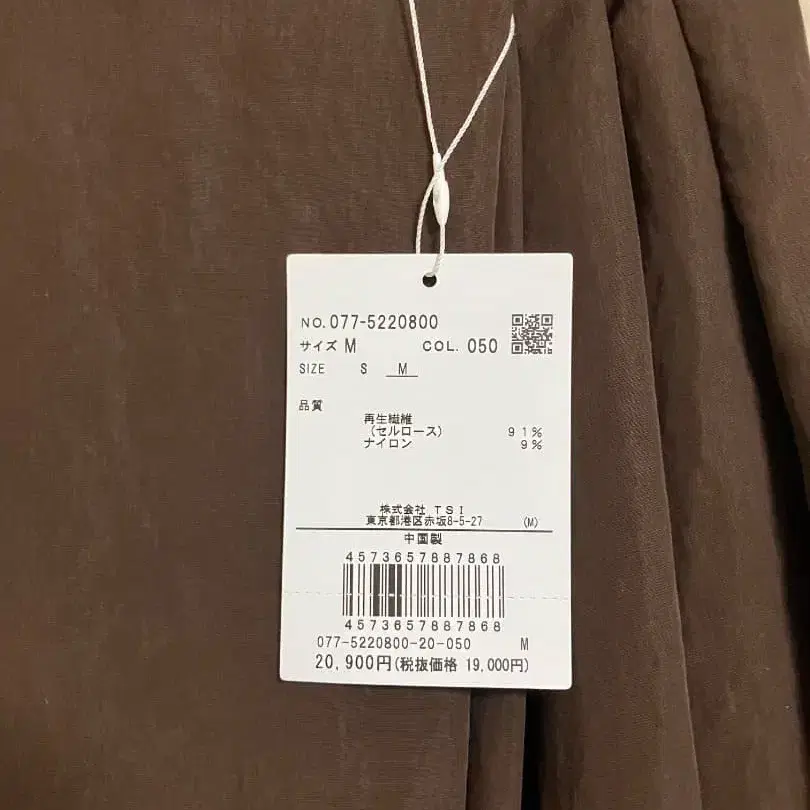 NO. 077-5220800
サイズ M COL. 050
SIZE S M
品質
再生繊維
（セルロース） 91%
ナイロン 9%
株式会社 TSI
東京都港区赤坂8-5-27 (M)
中国製
4573657887868
4573657887868
077-5220800-20-050 M
20,900円(税抜価格 19,000円)